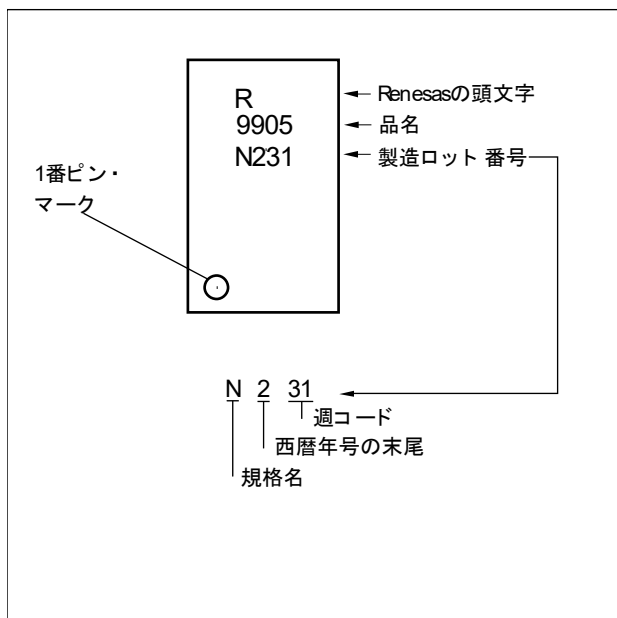 R
9905
N231
Renesasの頭文字
品名
製造ロット 番号
1番ピン・
マーク
N 2 31
週コード
西暦年号の末尾
規格名